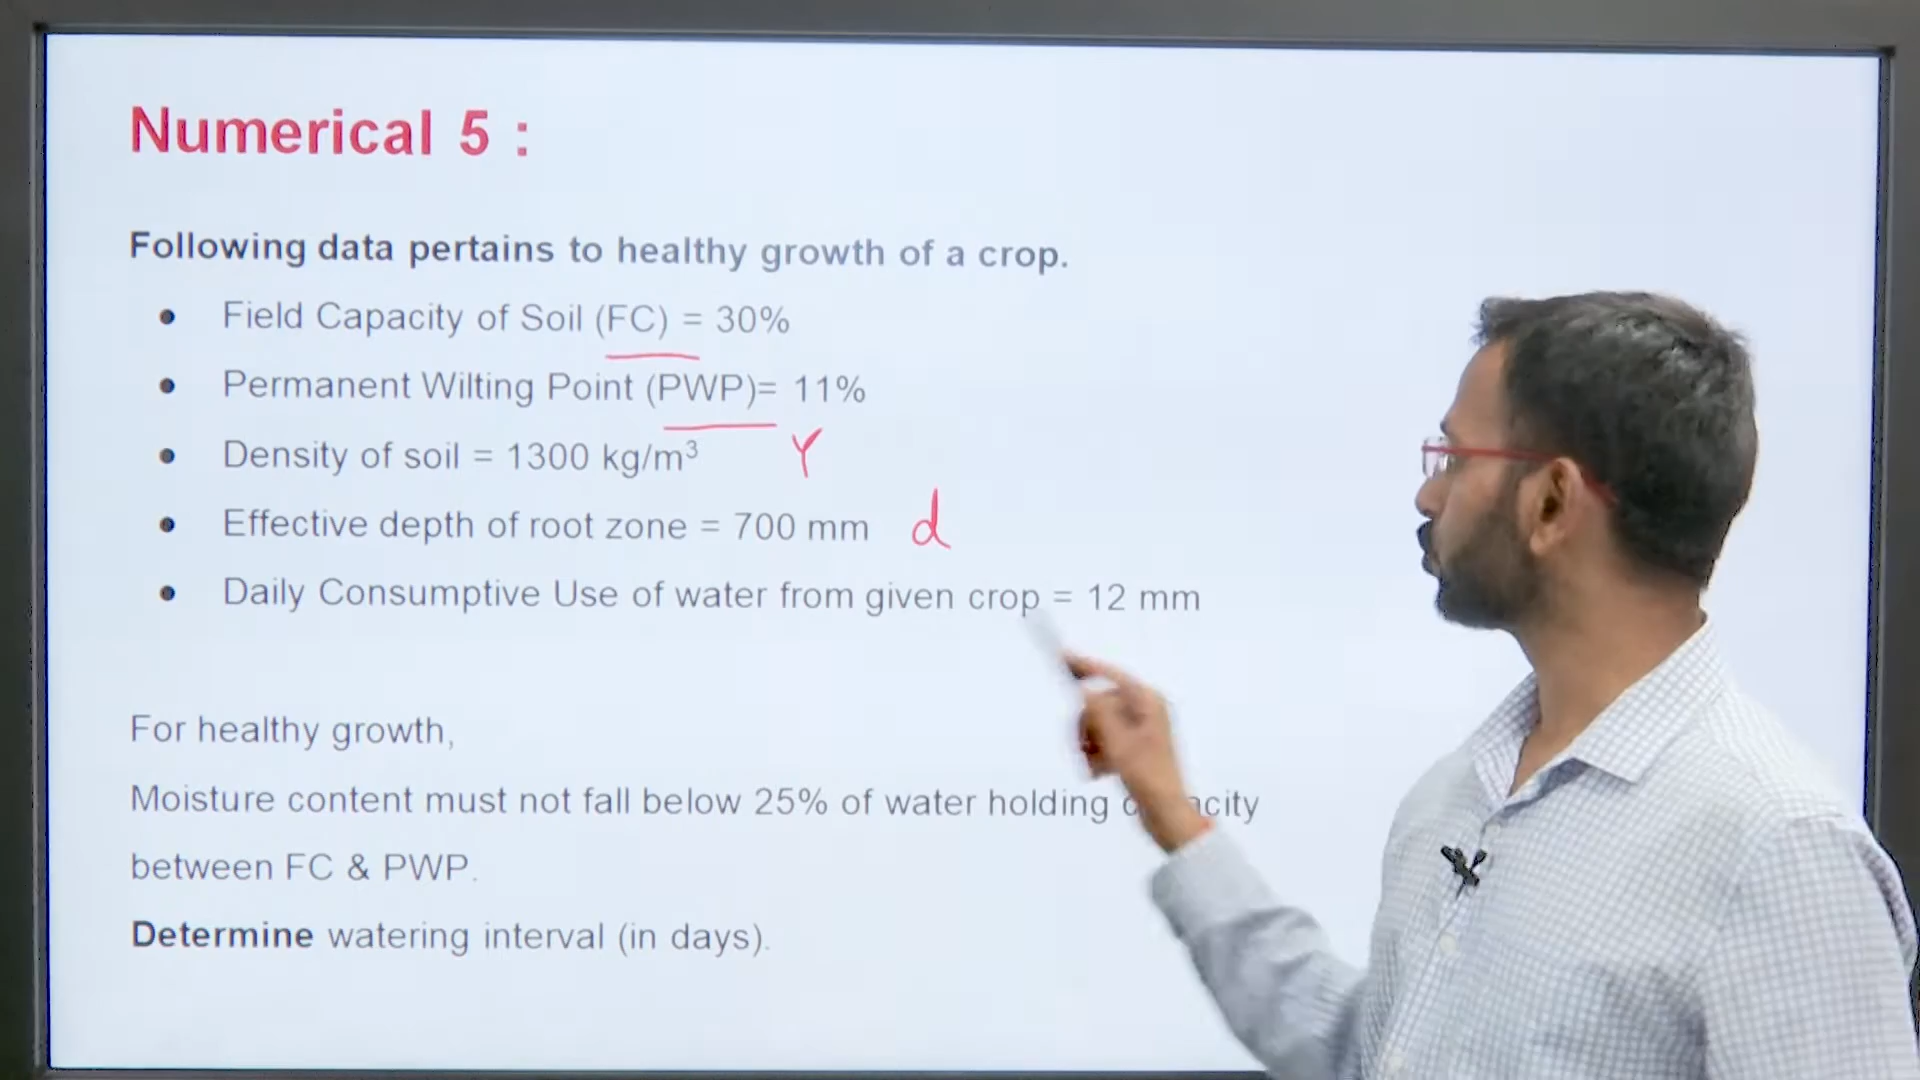 Numerical 5 :
Following data pertains to healthy growth of a crop.
• Field Capacity of Soil (FC) = 30%
• Permanent Wilting Point (PWP)= 11%
• Density of soil = 1300 kg/m³ γ
• Effective depth of root zone = 700 mm d
• Daily Consumptive Use of water from given crop = 12 mm
For healthy growth,
Moisture content must not fall below 25% of water holding
between FC & PWP.
Determine watering interval (in days).